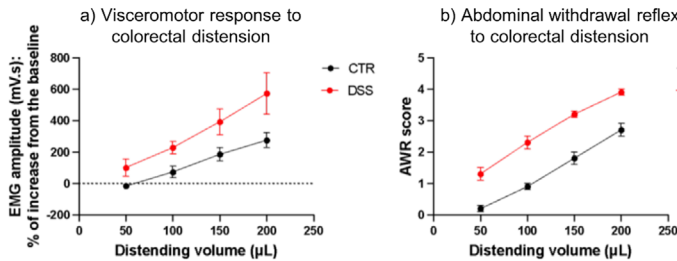 a) Visceromotor response to
colorectal distension
EMG amplitude (mV.s):
% of increase from the baseline
800
600
400
200
0
-200
0
50
100
150
200
250
Distending volume (µL)
CTR
DSS
b) Abdominal withdrawal reflex
to colorectal distension
AWR score
5
4
3
2
1
0
0
50
100
150
200
250
Distending volume (µL)